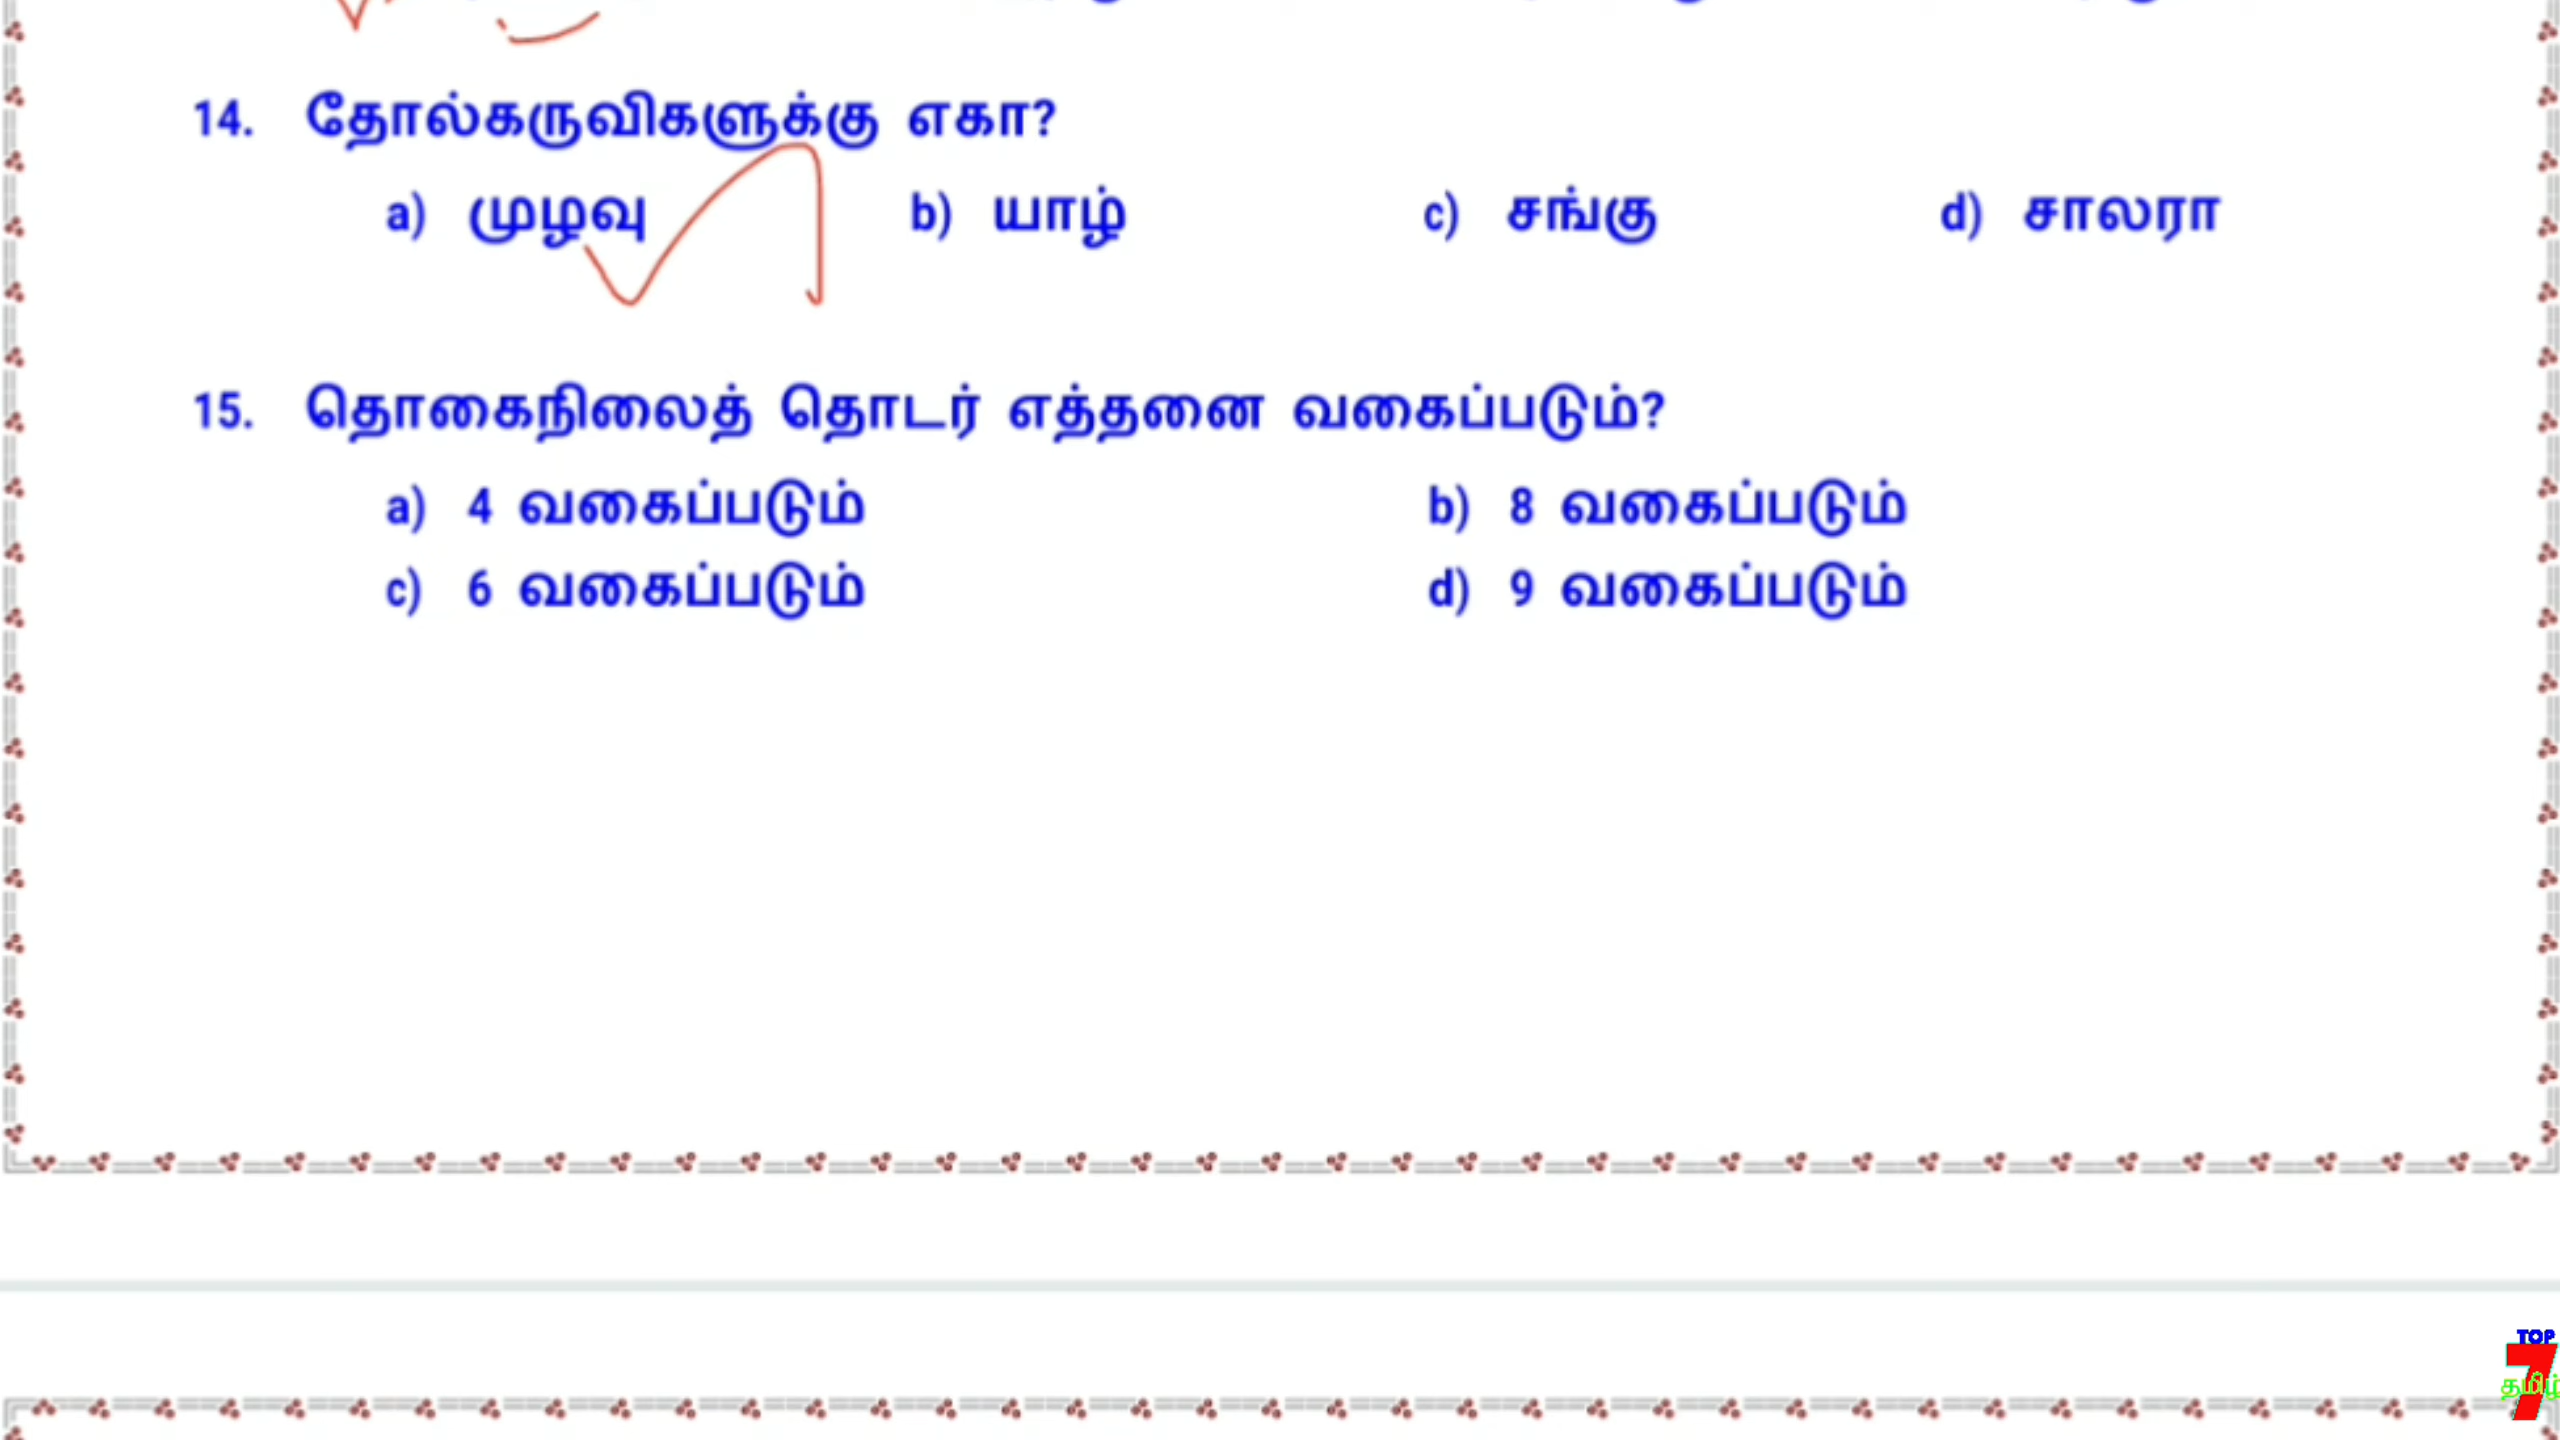 14. தோல்கருவிகளுக்கு எகா?
a) முழவு b) யாழ் c) சங்கு d) சாலரா
15. தொகைநிலைத் தொடர் எத்தனை வகைப்படும்?
a) 4 வகைப்படும் b) 8 வகைப்படும்
c) 6 வகைப்படும் d) 9 வகைப்படும்
TOP
7
தமிழ்